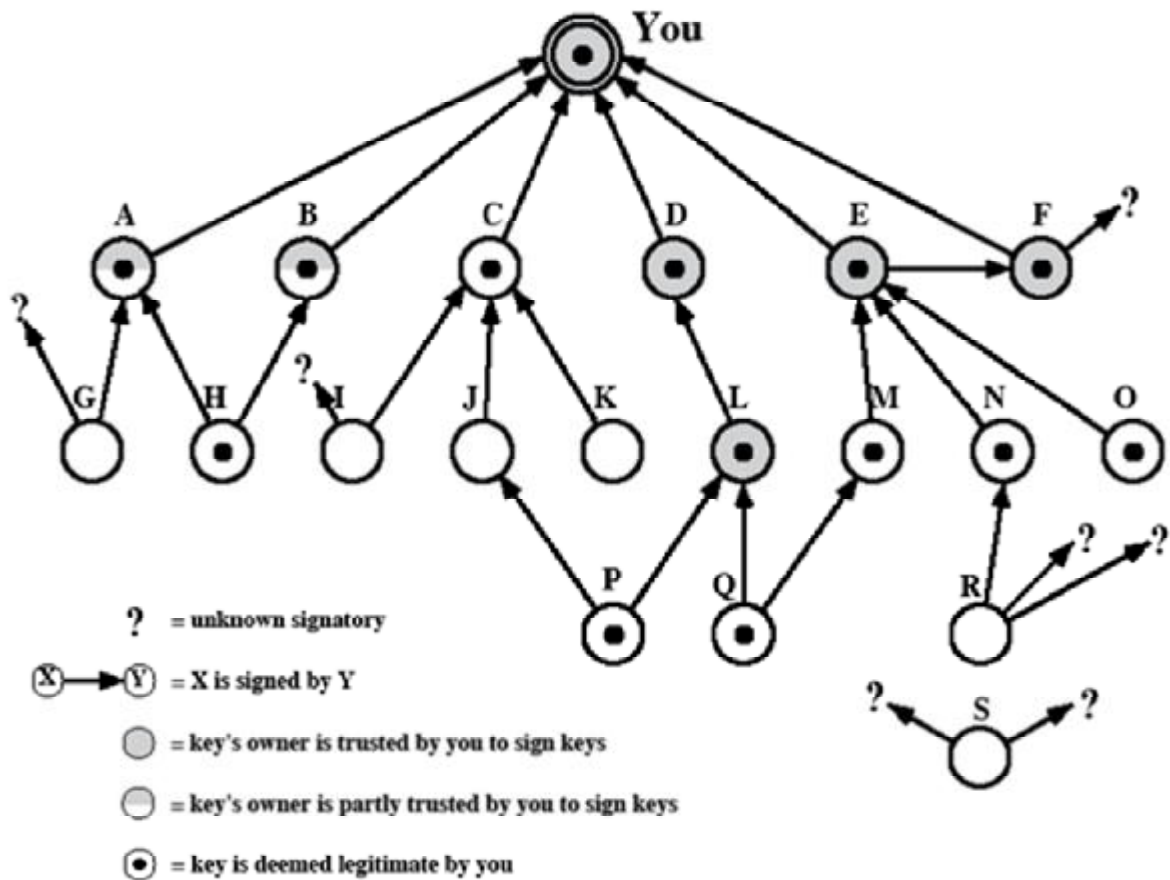 You
A B C D E F ?
?
G H ? I J K L M N O
P Q R ? ?
? = unknown signatory
X Y = X is signed by Y
? S ?
= key's owner is trusted by you to sign keys
= key's owner is partly trusted by you to sign keys
= key is deemed legitimate by you